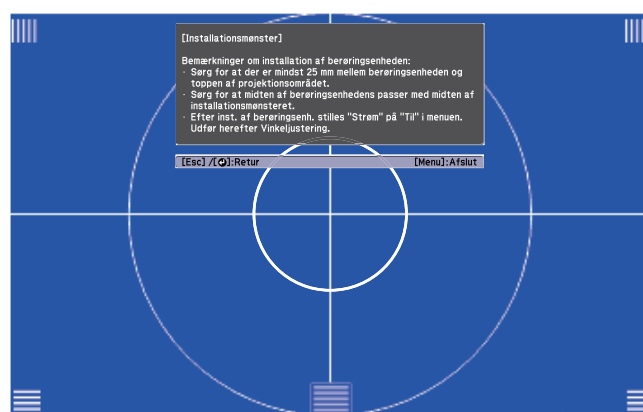 [Installationsmønster]
Bemærkninger om installation af berøringsenheden:
· Sørg for at der er mindst 25 mm mellem berøringsenheden og
toppen af projektionsområdet.
· Sørg for at midten af berøringsenhedens passer med midten af
installationsmønsteret.
· Efter inst. af berøringsenh. stilles "Strøm" på "Til" i menuen.
Udfør herefter Vinkeljustering.
[Esc] /[⏎]:Retur [Menu]:Afslut